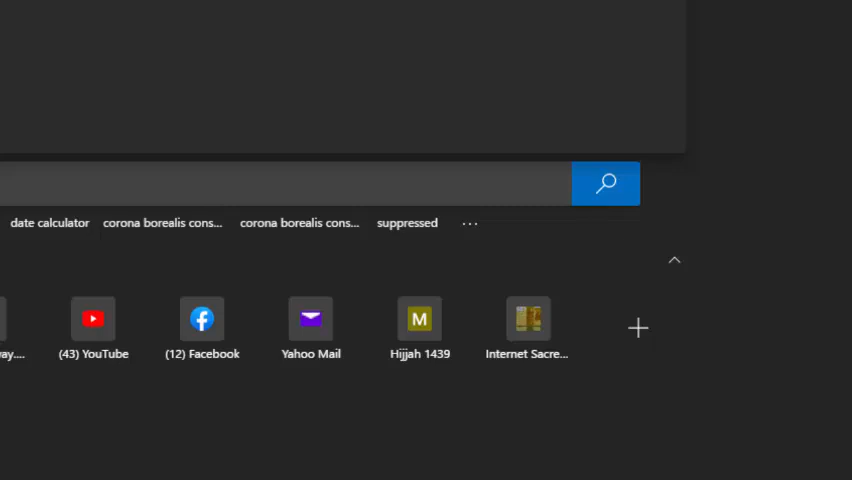 date calculator corona borealis cons... corona borealis cons... suppressed ...
ay.... (43) YouTube (12) Facebook Yahoo Mail Hijjah 1439 Internet Sacre...
M